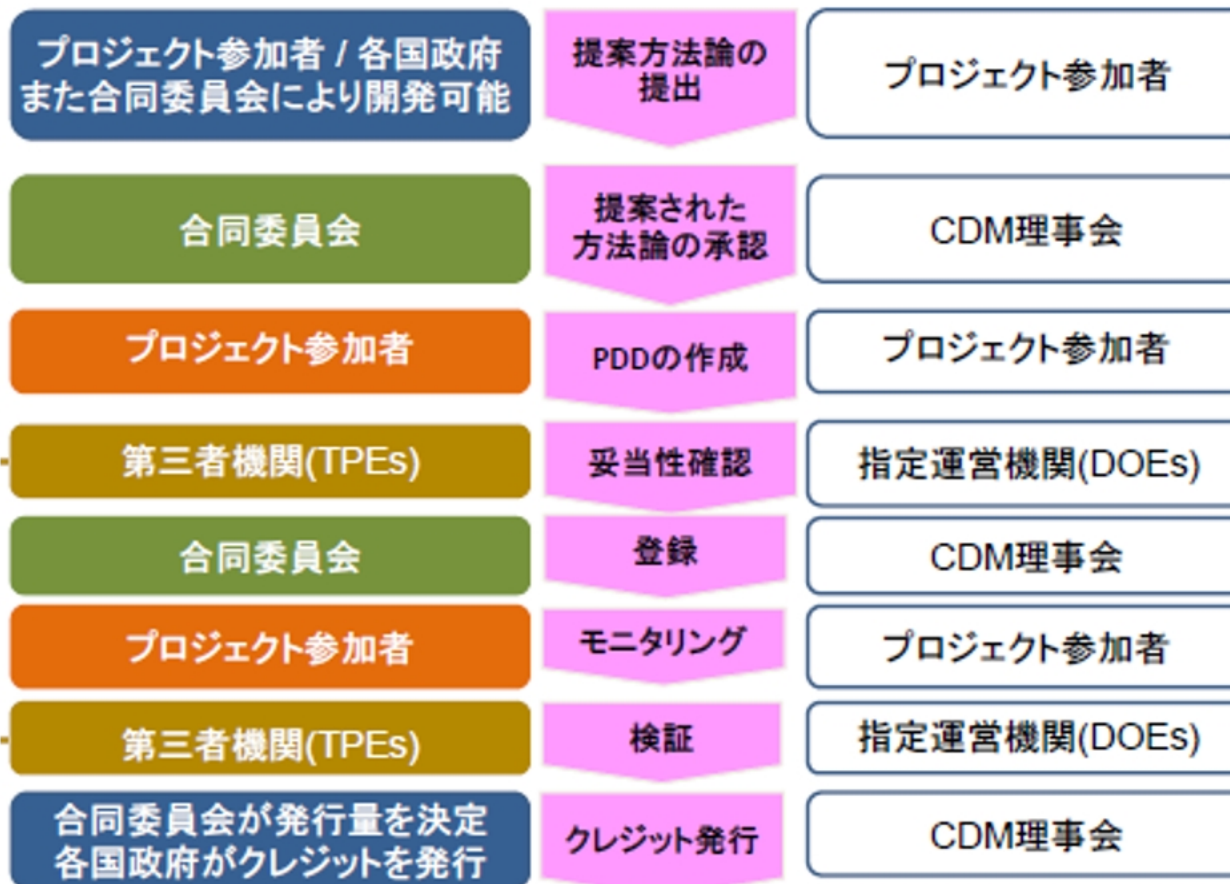 プロジェクト参加者 / 各国政府
また合同委員会により開発可能
提案方法論の
提出
プロジェクト参加者
合同委員会
提案された
方法論の承認
CDM理事会
プロジェクト参加者
PDDの作成
プロジェクト参加者
第三者機関(TPEs)
妥当性確認
指定運営機関(DOEs)
合同委員会
登録
CDM理事会
プロジェクト参加者
モニタリング
プロジェクト参加者
第三者機関(TPEs)
検証
指定運営機関(DOEs)
合同委員会が発行量を決定
各国政府がクレジットを発行
クレジット発行
CDM理事会